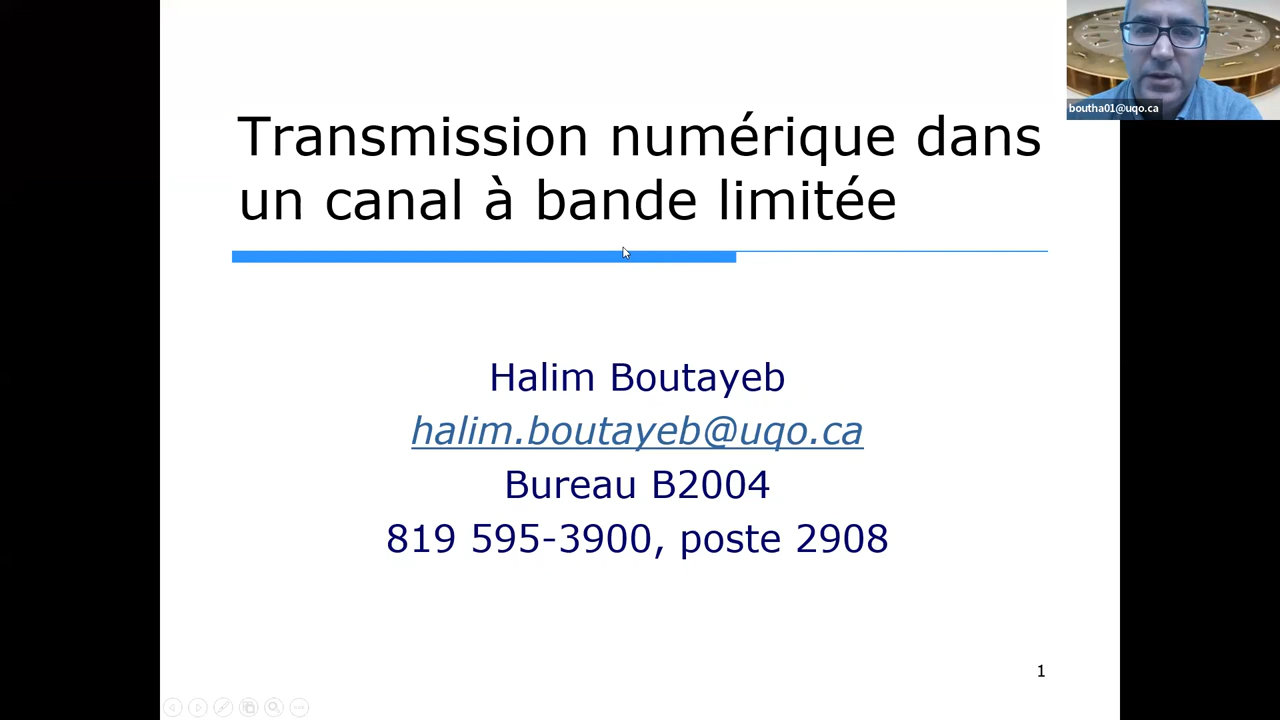 Transmission numérique dans
un canal à bande limitée
boutha01@uqo.ca
Halim Boutayeb
halim.boutayeb@uqo.ca
Bureau B2004
819 595-3900, poste 2908
1